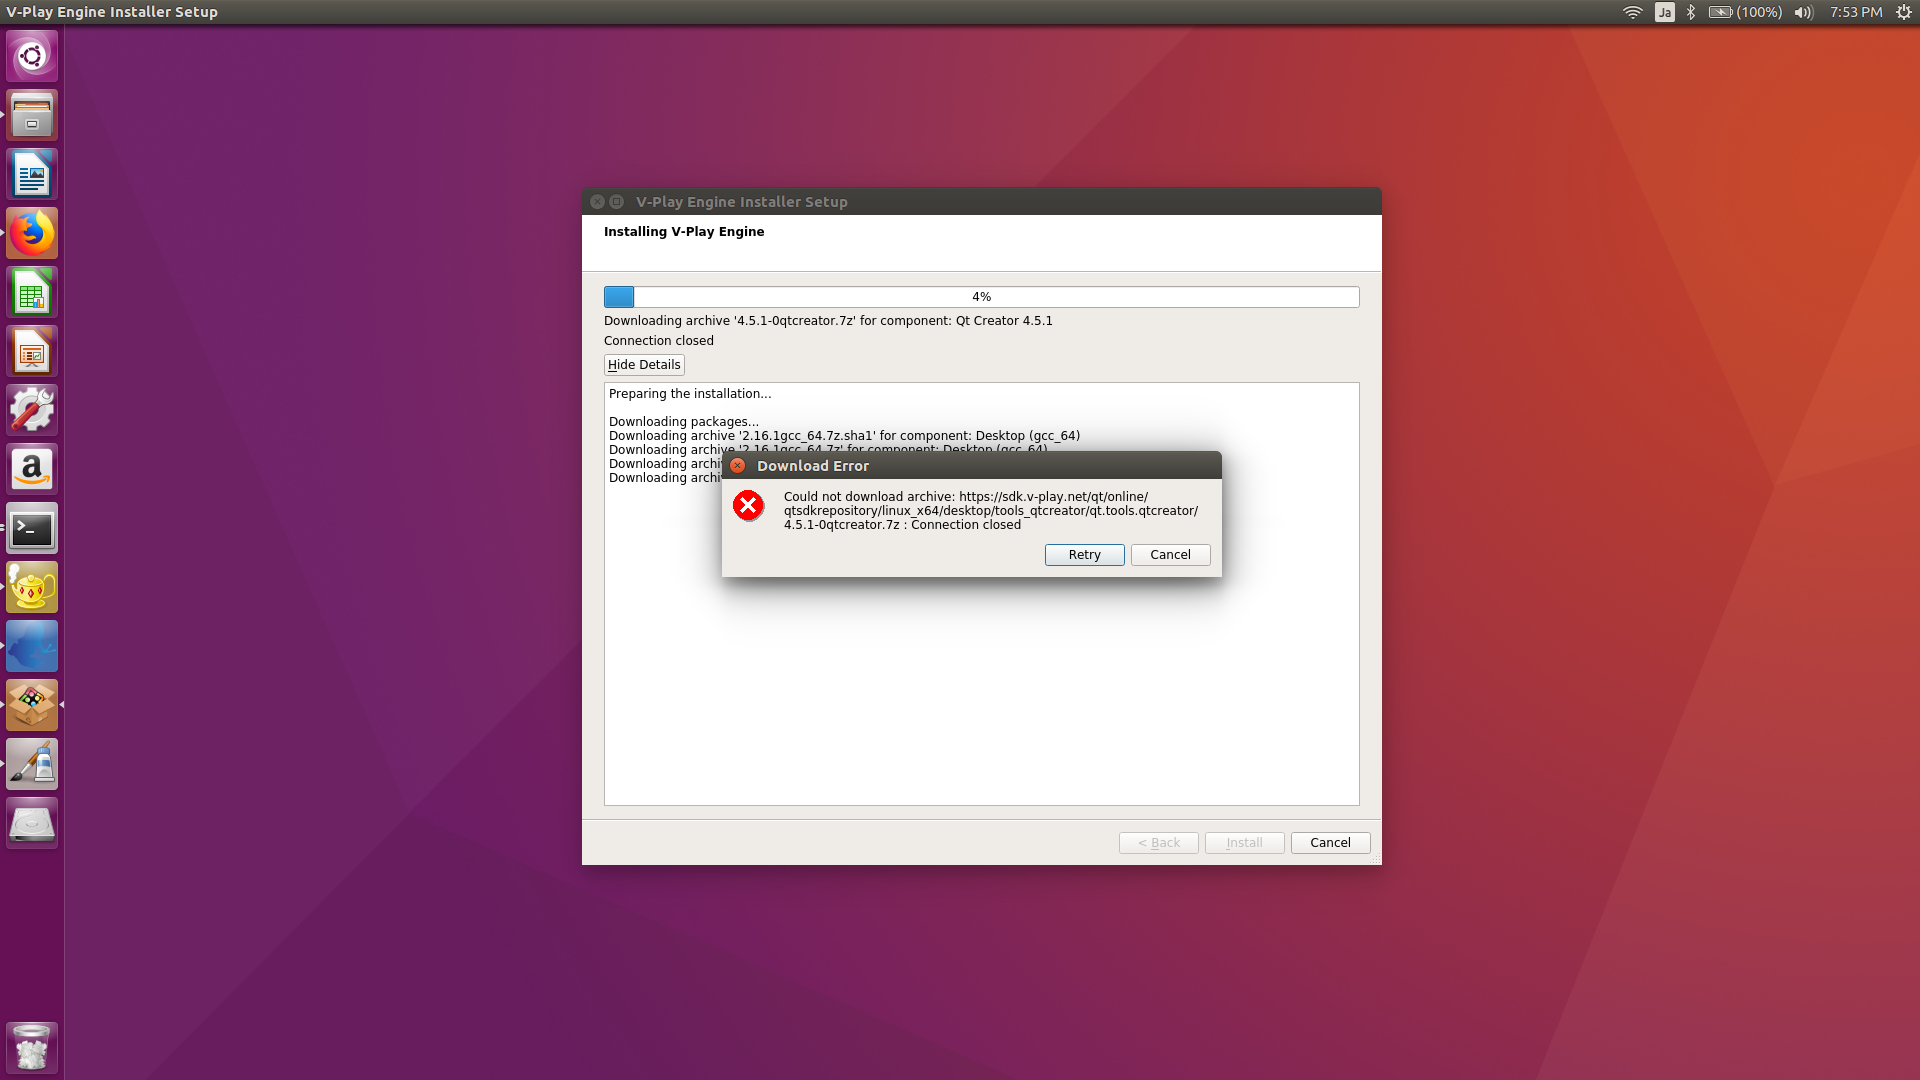 V-Play Engine Installer Setup
Ja
(100%)
7:53 PM
V-Play Engine Installer Setup
Installing V-Play Engine
4%
Downloading archive '4.5.1-0qtcreator.7z' for component: Qt Creator 4.5.1
Connection closed
Hide Details
Preparing the installation...
Downloading packages...
Downloading archive '2.16.1gcc_64.7z.sha1' for component: Desktop (gcc_64)
Downloading archive '2.16.1gcc_64.7z' for component: Desktop (gcc_64)
Downloading archi
Downloading archi
Download Error
Could not download archive: https://sdk.v-play.net/qt/online/
qtsdkrepository/linux_x64/desktop/tools_qtcreator/qt.tools.qtcreator/
4.5.1-0qtcreator.7z : Connection closed
Retry
Cancel
< Back
Install
Cancel
a